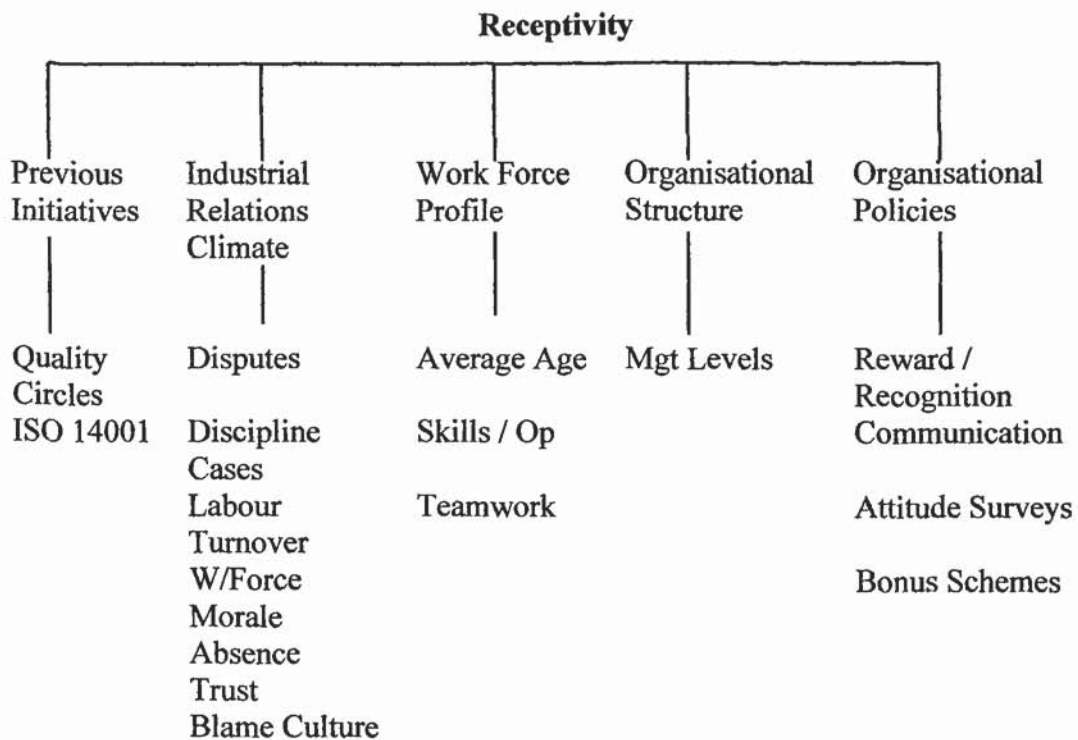 Receptivity
Previous
Initiatives
Quality
Circles
ISO 14001
Industrial
Relations
Climate
Disputes
Discipline
Cases
Labour
Turnover
W/Force
Morale
Absence
Trust
Blame Culture
Work Force
Profile
Average Age
Skills / Op
Teamwork
Organisational
Structure
Mgt Levels
Organisational
Policies
Reward /
Recognition
Communication
Attitude Surveys
Bonus Schemes